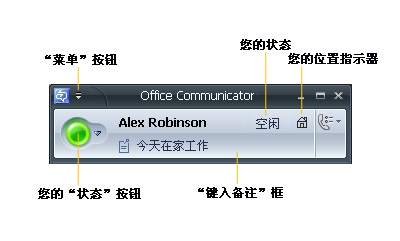 您的状态
“菜单”按钮
您的位置指示器
Office Communicator
Alex Robinson
空闲
今天在家工作
您的“状态”按钮
“键入备注”框